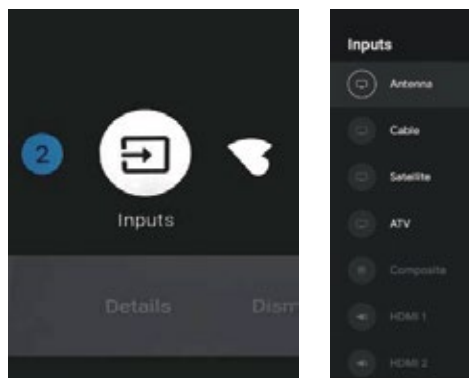 2
Inputs
Details
Dism
Inputs
Antenna
Cable
Satellite
ATV
Composite
HDMI 1
HDMI 2